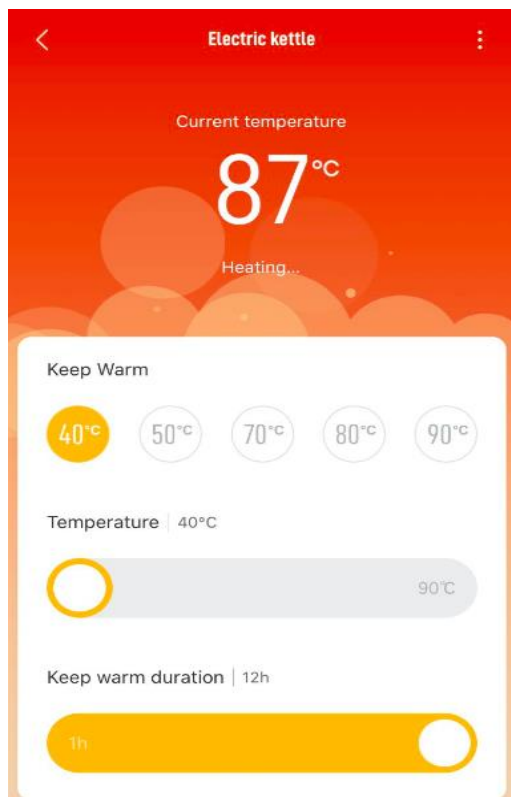 Electric kettle
Current temperature
87°C
Heating...
Keep Warm
40°C 50°C 70°C 80°C 90°C
Temperature | 40°C
90℃
Keep warm duration | 12h
1h